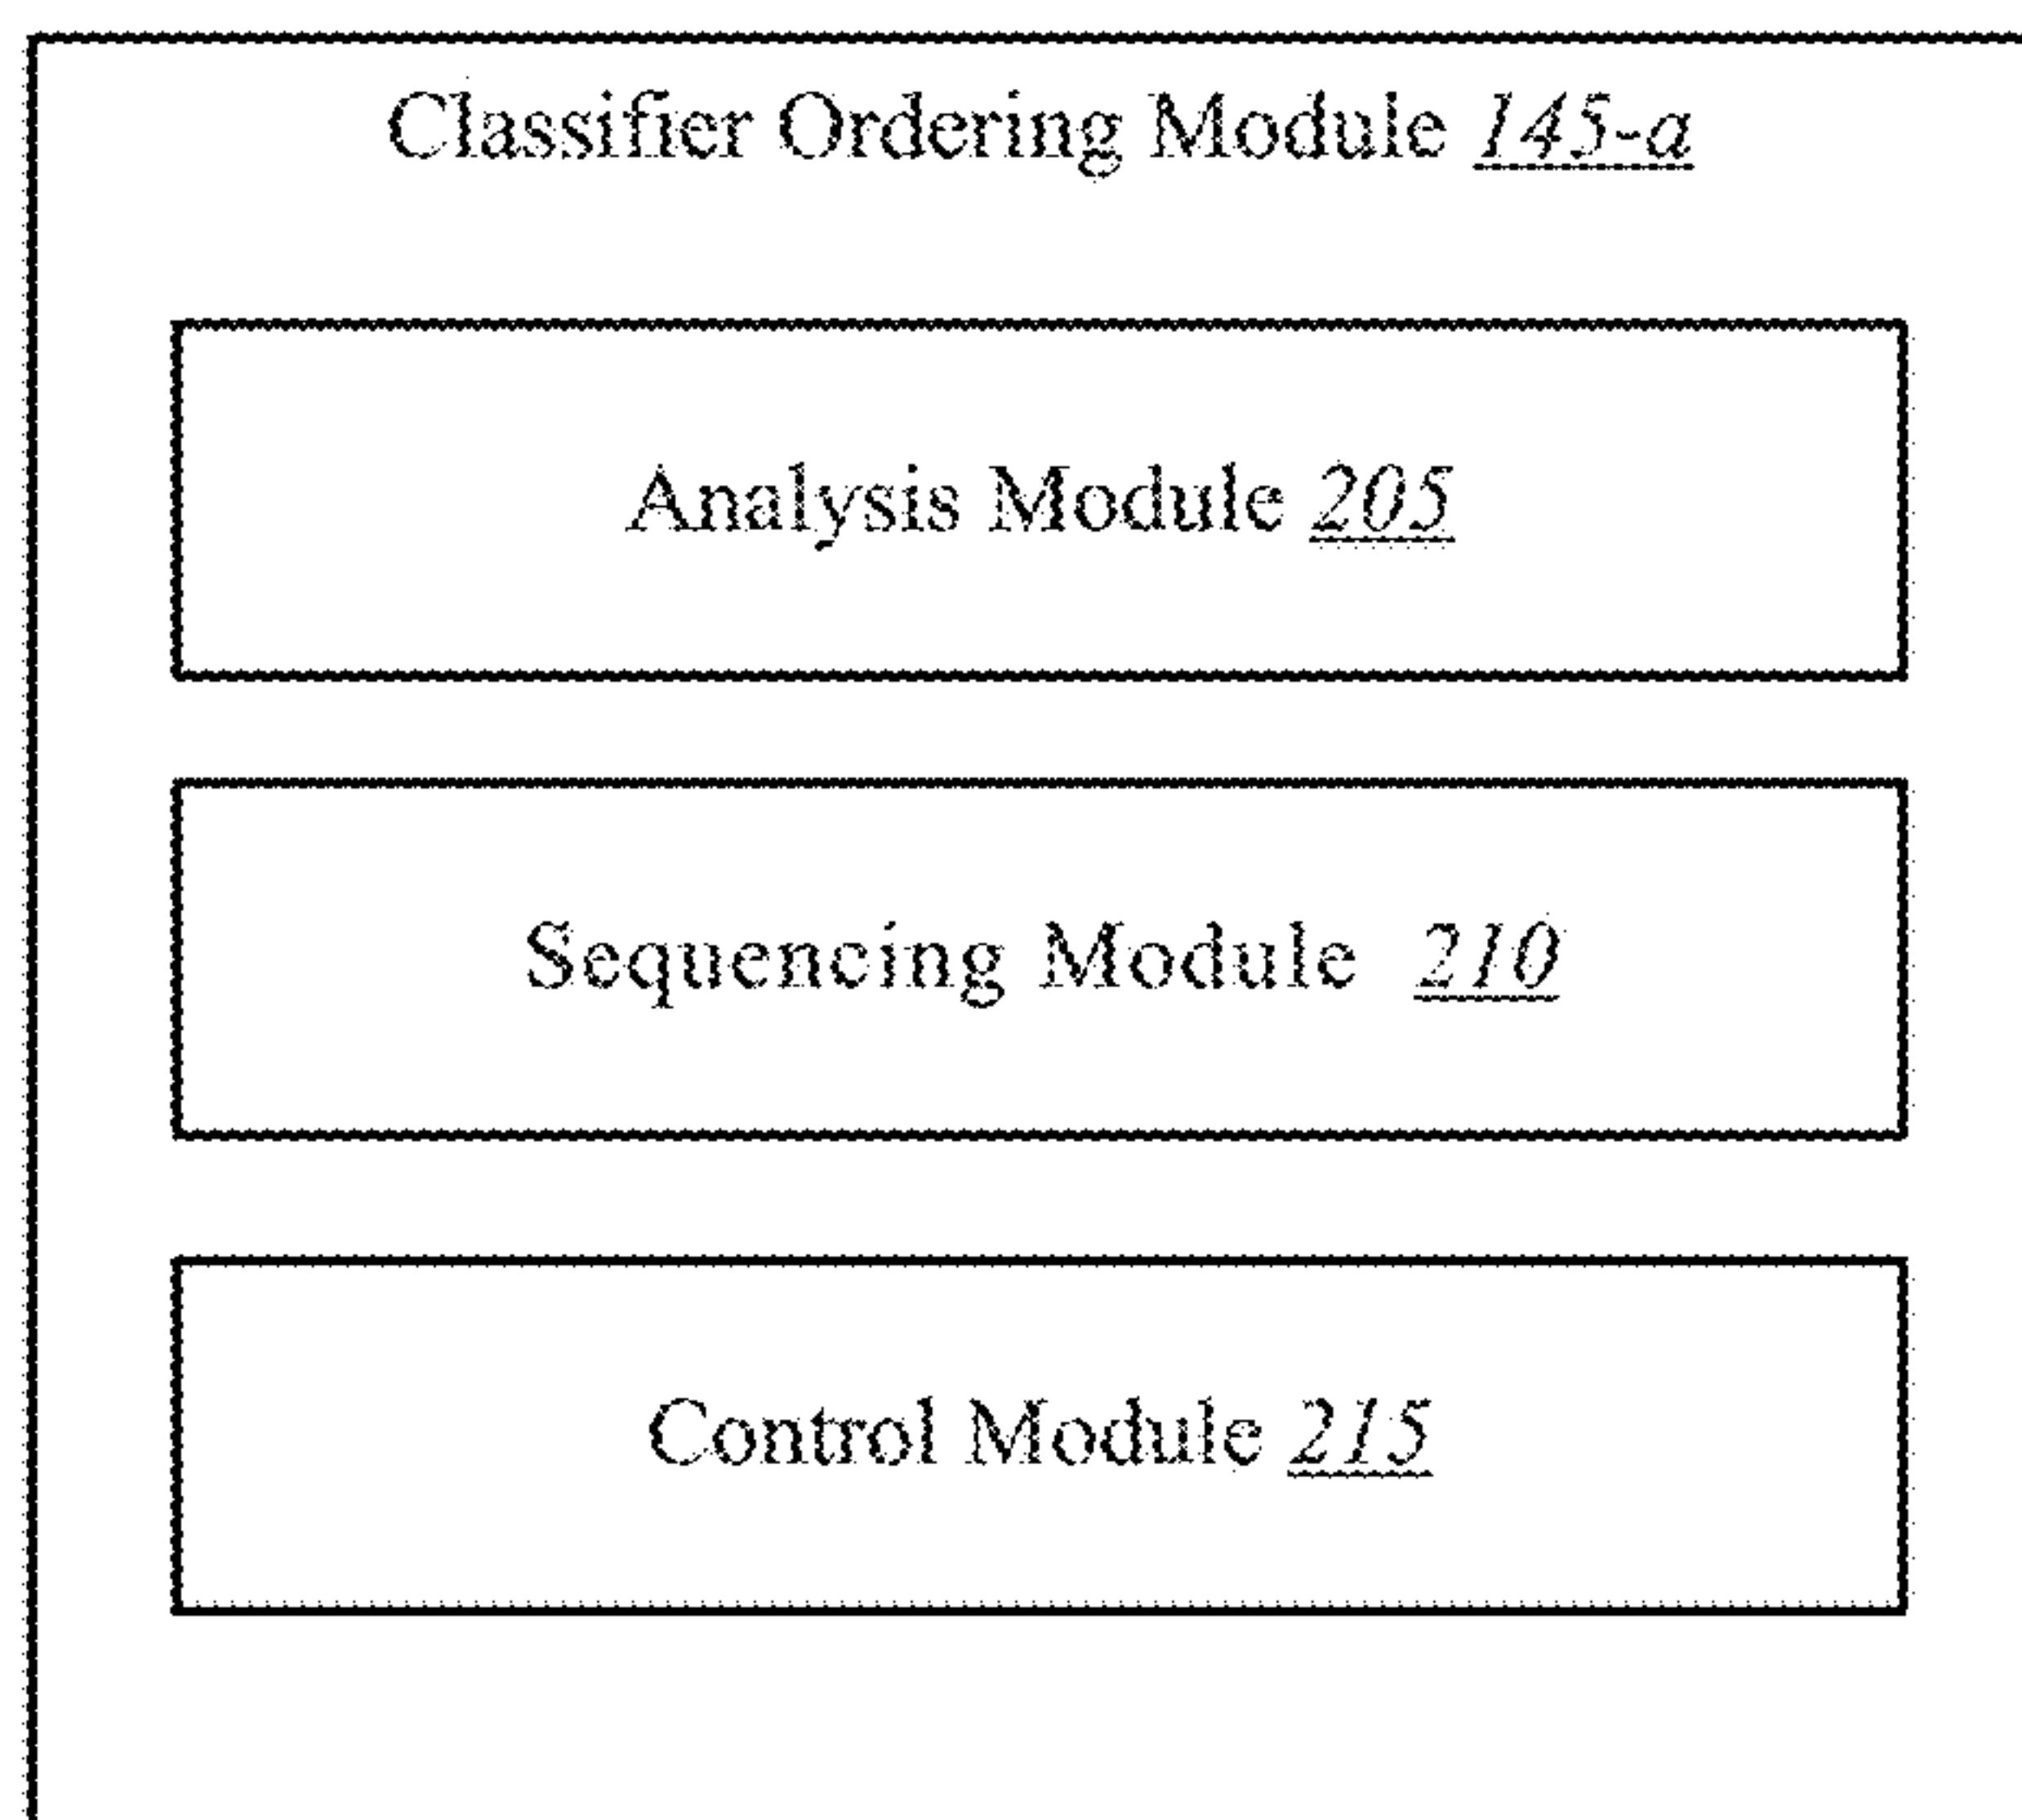 Classifier Ordering Module 145-a
Analysis Module 205
Sequencing Module 210
Control Module 215